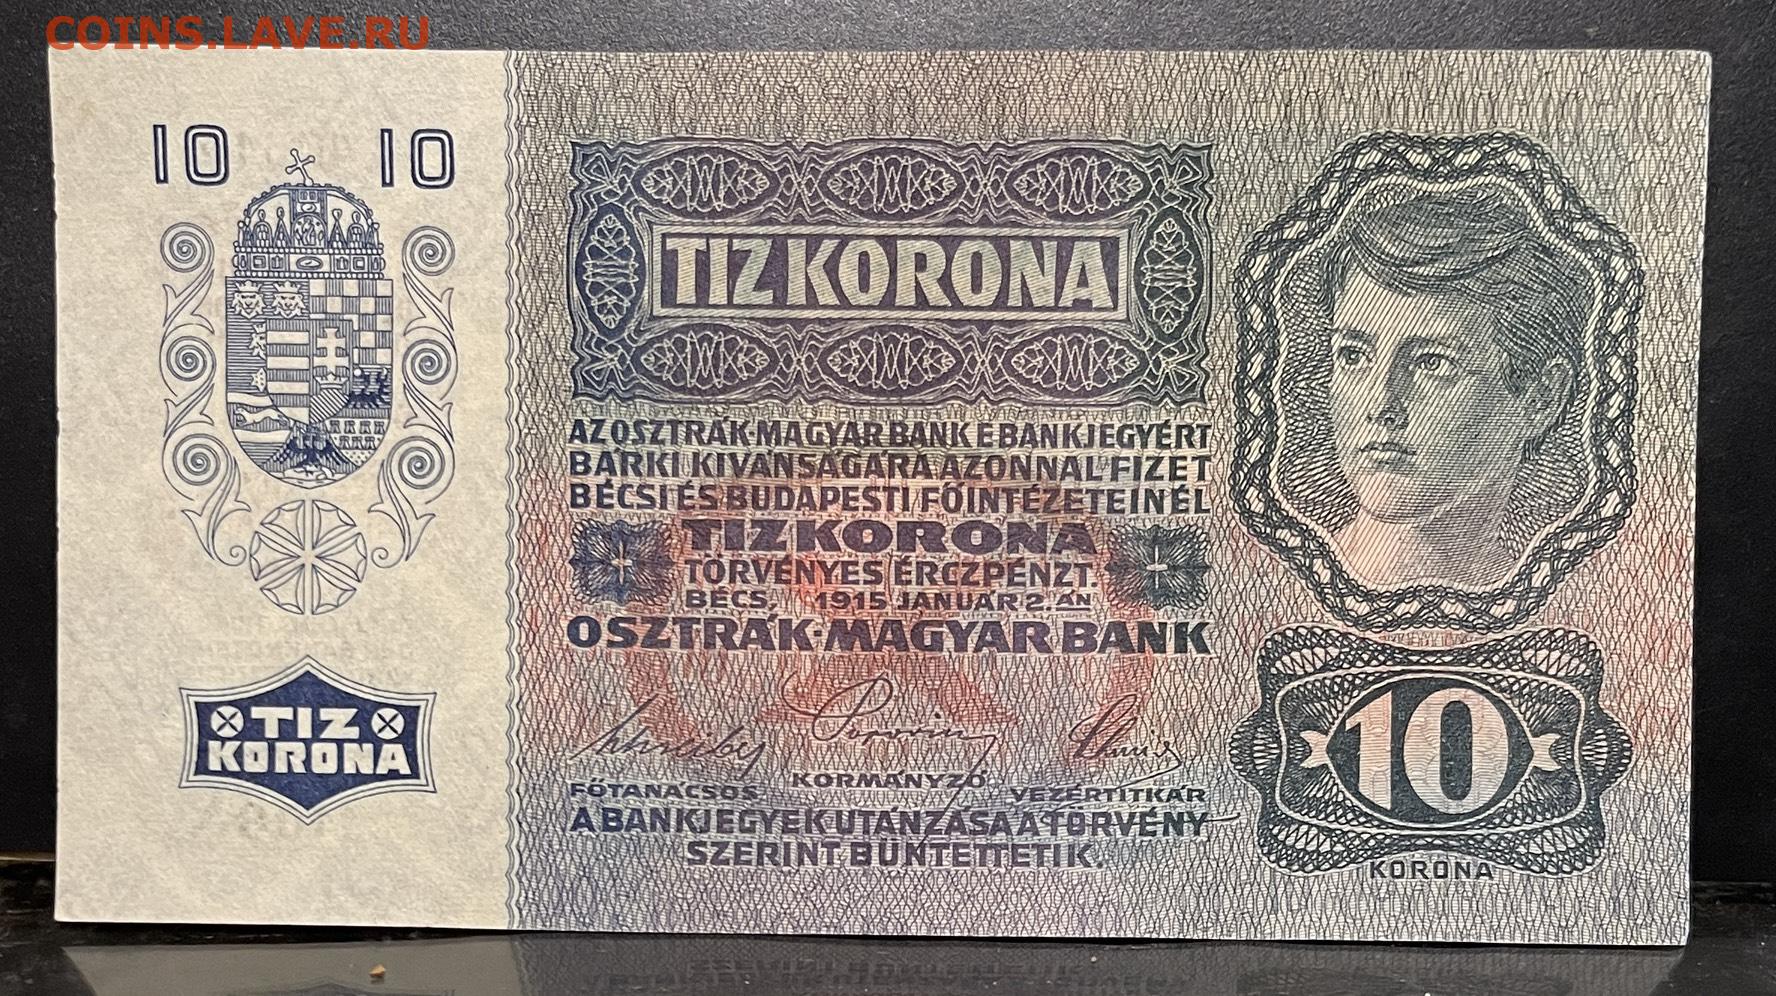 COINS.LAVE.RU
10 10
TIZ KORONA
AZ OSZTRÁK-MAGYAR BANK E BANKJEGYÉRT
BÁRKI KIVÁNSÁGÁRA AZONNAL FIZET
BÉCSI ÉS BUDAPESTI FŐINTÉZETEINÉL
TIZ KORONA
TÖRVÉNYES ÉRCZPÉNZT.
BÉCS, 1915 JANUÁR 2.ÁN
OSZTRÁK-MAGYAR BANK
FŐTANÁCSOS KORMÁNYZÓ VEZÉRTITKÁR
A BANKJEGYEK UTÁNZÁSA A TÖRVÉNY
SZERINT BÜNTETTETIK.
TIZ
KORONA
10
KORONA